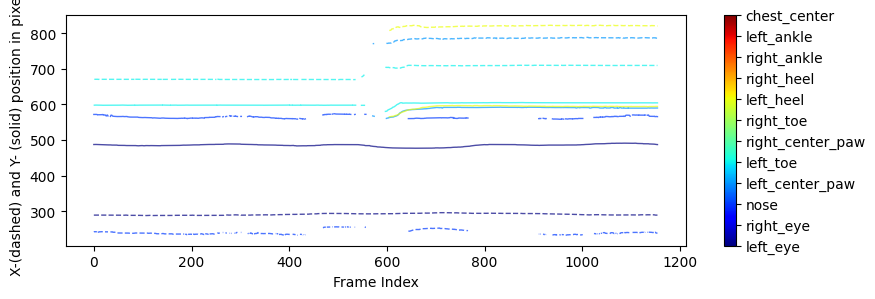 X-(dashed) and Y- (solid) position in pixe
800
700
600
500
400
300
0
200
400
600
800
1000
1200
Frame Index
chest_center
left_ankle
right_ankle
right_heel
left_heel
right_toe
right_center_paw
left_toe
left_center_paw
nose
right_eye
left_eye